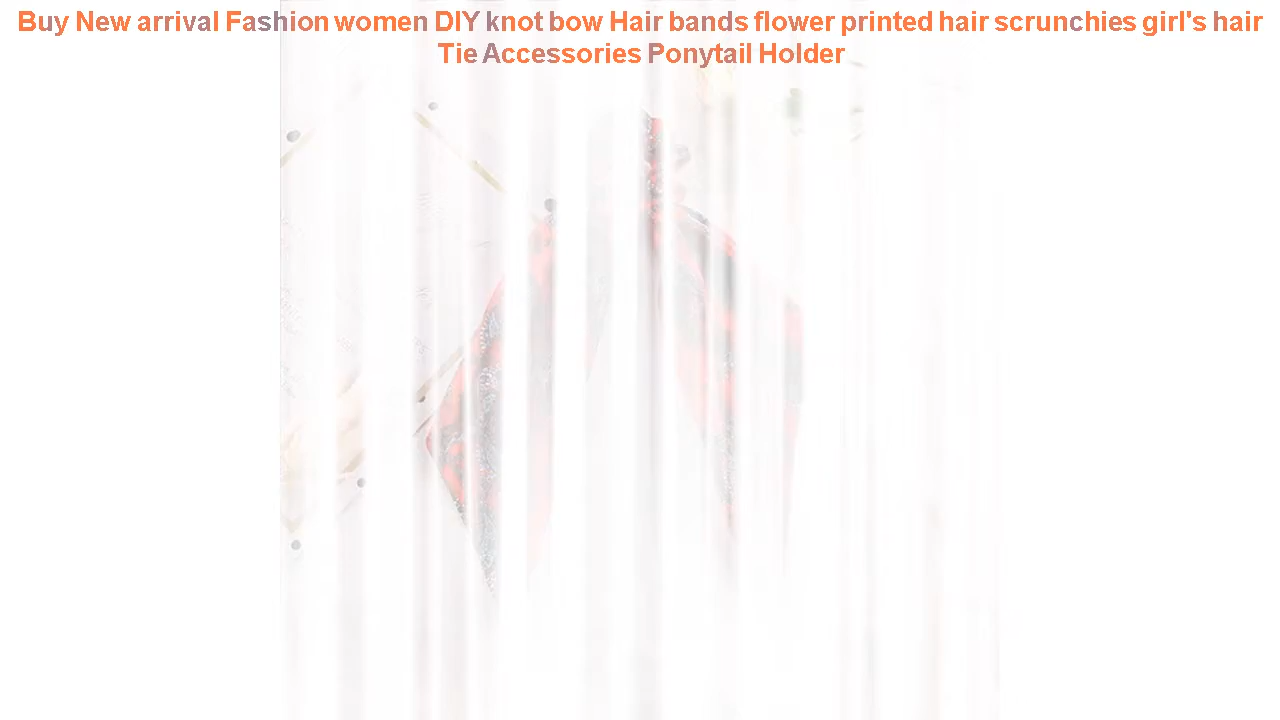 Buy New arrival Fashion women DIY knot bow Hair bands flower printed hair scrunchies girl's hair
Tie Accessories Ponytail Holder